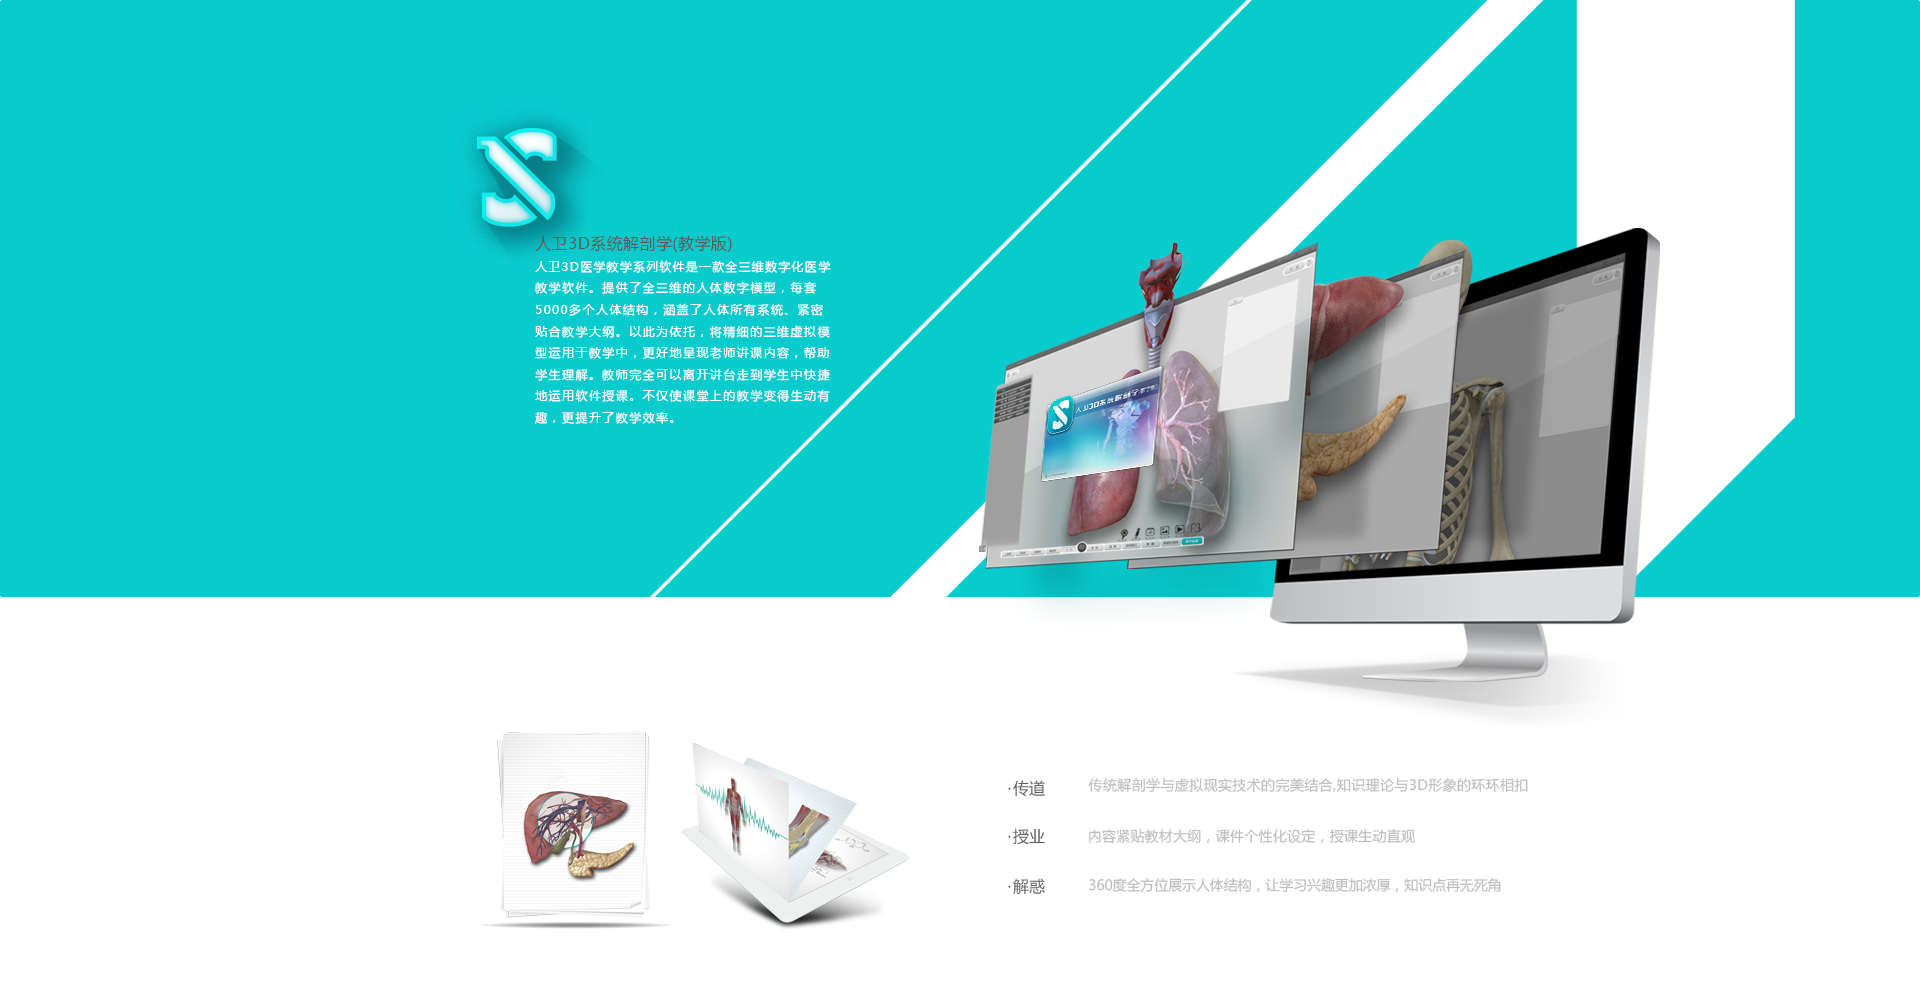 人卫3D系统解剖学(教学版)
人卫3D医学教学系列软件是一款全三维数字化医学
教学软件。提供了全三维的人体数字模型，每套
5000多个人体结构，涵盖了人体所有系统、紧密
贴合教学大纲。以此为依托，将精细的三维虚拟模
型运用于教学中，更好地呈现老师讲课内容，帮助
学生理解。教师完全可以离开讲台走到学生中快捷
地运用软件授课。不仅使课堂上的教学变得生动有
趣，更提升了教学效率。
·传道 传统解剖学与虚拟现实技术的完美结合,知识理论与3D形象的环环相扣
·授业 内容紧贴教材大纲，课件个性化设定，授课生动直观
·解惑 360度全方位展示人体结构，让学习兴趣更加浓厚，知识点再无死角